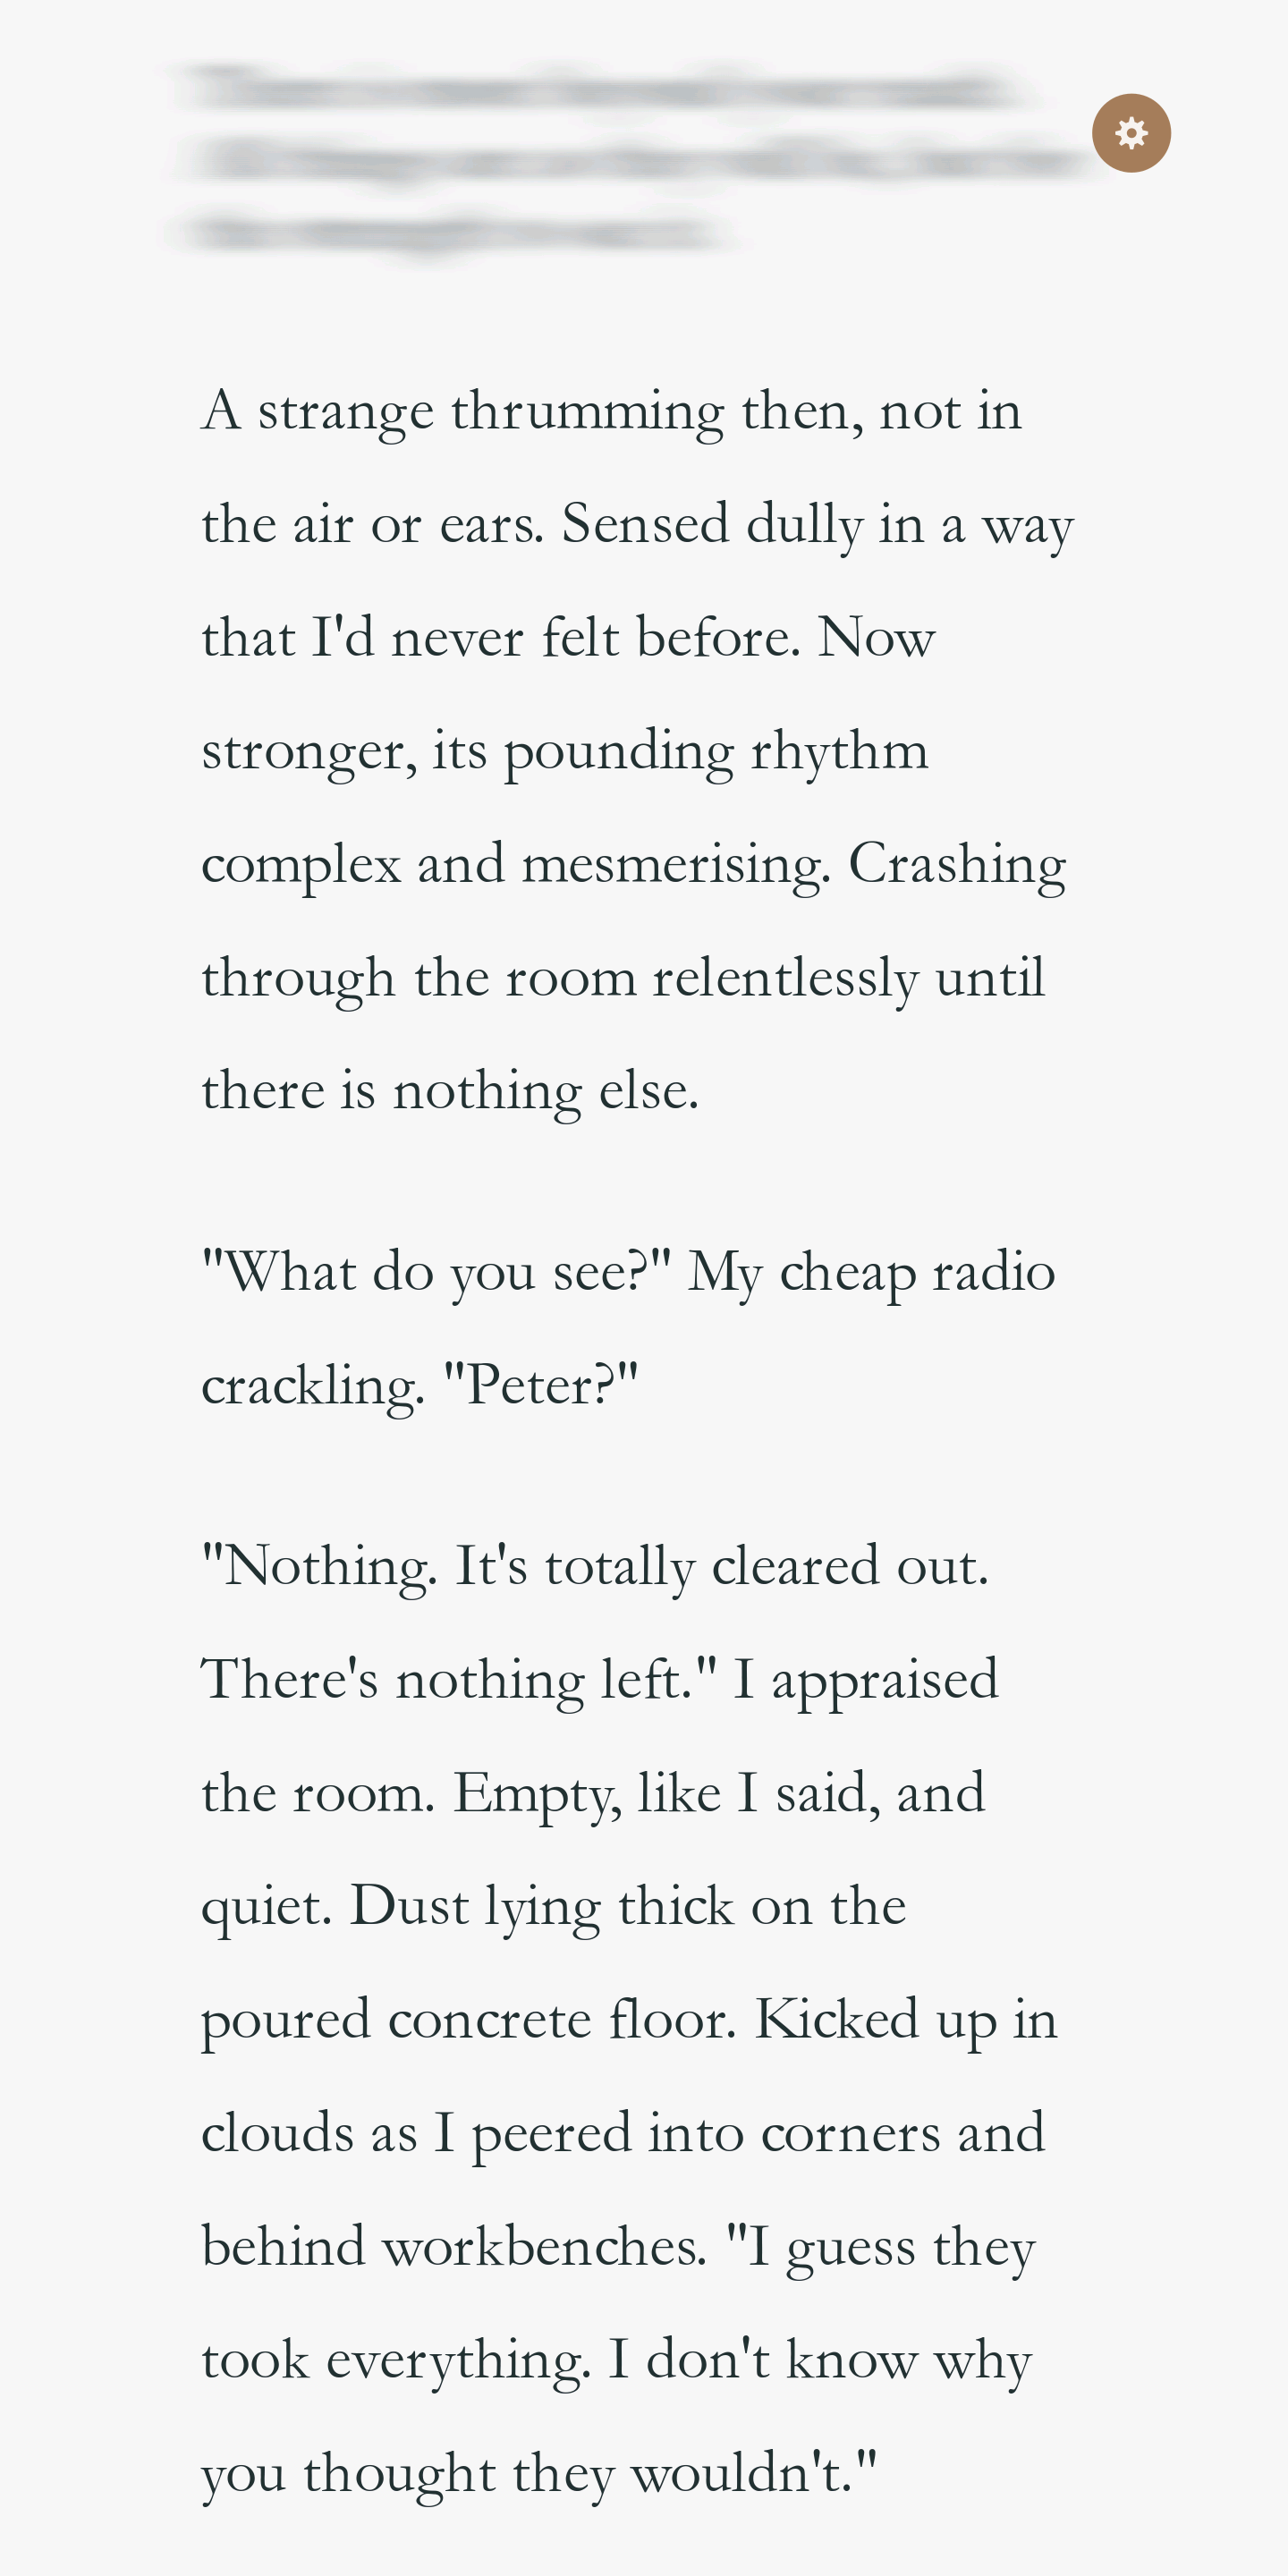 A strange thrumming then, not in
the air or ears. Sensed dully in a way
that I'd never felt before. Now
stronger, its pounding rhythm
complex and mesmerising. Crashing
through the room relentlessly until
there is nothing else.
"What do you see?" My cheap radio
crackling. "Peter?"
"Nothing. It's totally cleared out.
There's nothing left." I appraised
the room. Empty, like I said, and
quiet. Dust lying thick on the
poured concrete floor. Kicked up in
clouds as I peered into corners and
behind workbenches. "I guess they
took everything. I don't know why
you thought they wouldn't."